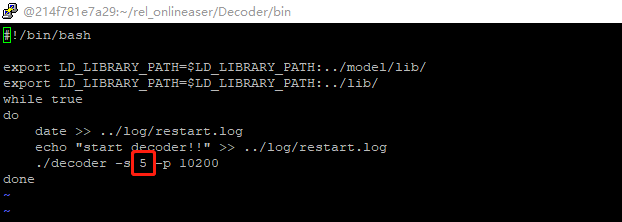 @214f781e7a29:~/rel_onlineaser/Decoder/bin
#!/bin/bash
export LD_LIBRARY_PATH=$LD_LIBRARY_PATH:../model/lib/
export LD_LIBRARY_PATH=$LD_LIBRARY_PATH:../lib/
while true
do
    date >> ../log/restart.log
    echo "start decoder!!" >> ../log/restart.log
    ./decoder -s 5 -p 10200
done
~
~